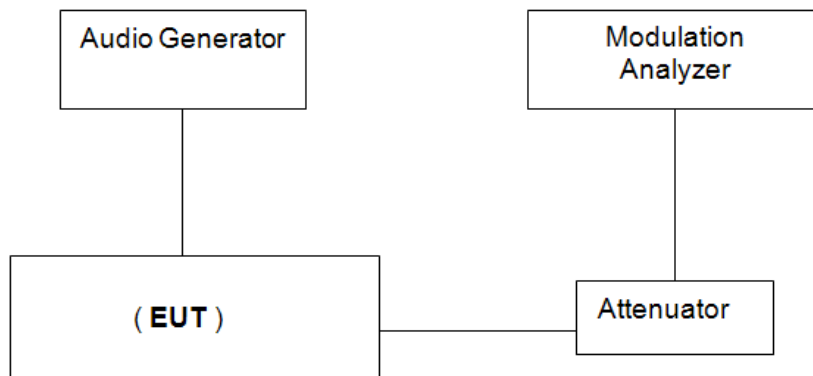 Audio Generator
Modulation
Analyzer
( EUT )
Attenuator